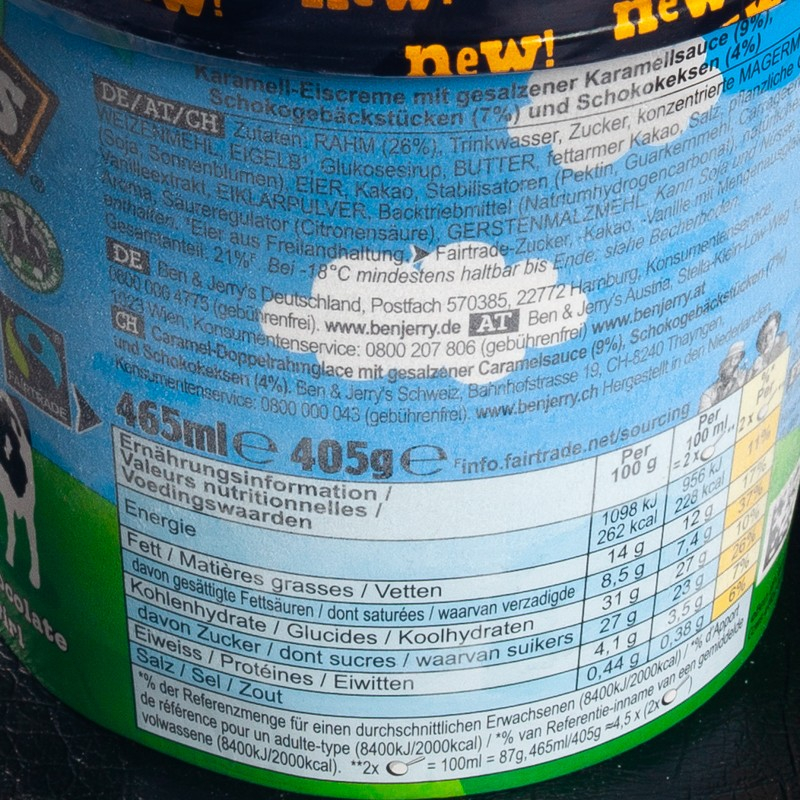 new!
new!
new!
new!
Karamell-Eiscreme mit gesalzener Karamellsauce (9%),
Schokogebäckstücken (7%) und Schokokeksen (4%)
DE/AT/CH Zutaten: RAHM (26%), Trinkwasser, Zucker, konzentrierte MAGERM
WEIZENMEHL, EIGELB¹, Glukosesirup, BUTTER, fettarmer Kakao, Salz, pflanzliche
(Soja, Sonnenblumen), EIER, Kakao, Stabilisatoren (Pektin, Guarkernmehl,
Vanilleextrakt, EIKLARPULVER, Backtriebmittel (Natriumhydrogencarbonat),
Aroma, Säureregulator (Citronensäure), GERSTENMALZMEHL. Kann Soja und Nüsse
enthalten. ¹Eier aus Freilandhaltung. Fairtrade-Zucker, -Kakao, -Vanille mit
Gesamtanteil: 21%F Bei -18°C mindestens haltbar bis Ende: siehe Becherboden.
DE Ben & Jerry's Deutschland, Postfach 570385, 22772 Hamburg, Konsumentenservice:
0800 000 4775 (gebührenfrei). www.benjerry.de AT Ben & Jerry's Austria, Stella-Klein-Löw-Weg
1023 Wien, Konsumentenservice: 0800 207 806 (gebührenfrei) www.benjerry.at
CH Caramel-Doppelrahmglace mit gesalzener Caramelsauce (9%), Schokogebäckstücken (7%)
und Schokokeksen (4%). Ben & Jerry's Schweiz, Bahnhofstrasse 19, CH-8240 Thayngen,
Konsumentenservice: 0800 000 043 (gebührenfrei). www.benjerry.ch Hergestellt in den Niederlanden
FAIRTRADE
465ml e 405g e Finfo.fairtrade.net/sourcing
Ernährungsinformation /
Valeurs nutritionnelles /
Voedingswaarden
Per
100 g
Per
100 ml**
=2x
Energie 1098 kJ 956 kJ
262 kcal 228 kcal 11%
Fett / Matières grasses / Vetten 14 g 12 g 17%
davon gesättigte Fettsäuren / dont saturées / waarvan verzadigde 8,5 g 7,4 g 37%
Kohlenhydrate / Glucides / Koolhydraten 31 g 27 g 10%
davon Zucker / dont sucres / waarvan suikers 27 g 23 g 26%
Eiweiss / Protéines / Eiwitten 4,1 g 3,5 g 7%
Salz / Sel / Zout 0,44 g 0,38 g 6%
*% der Referenzmenge für einen durchschnittlichen Erwachsenen (8400kJ/2000kcal) / *% d'Apport
de référence pour un adulte-type (8400kJ/2000kcal) / *% van Referentie-inname van een gemiddelde
volwassene (8400kJ/2000kcal). **2x = 100ml = 87g, 465ml/405g ≈4,5 x (2x )